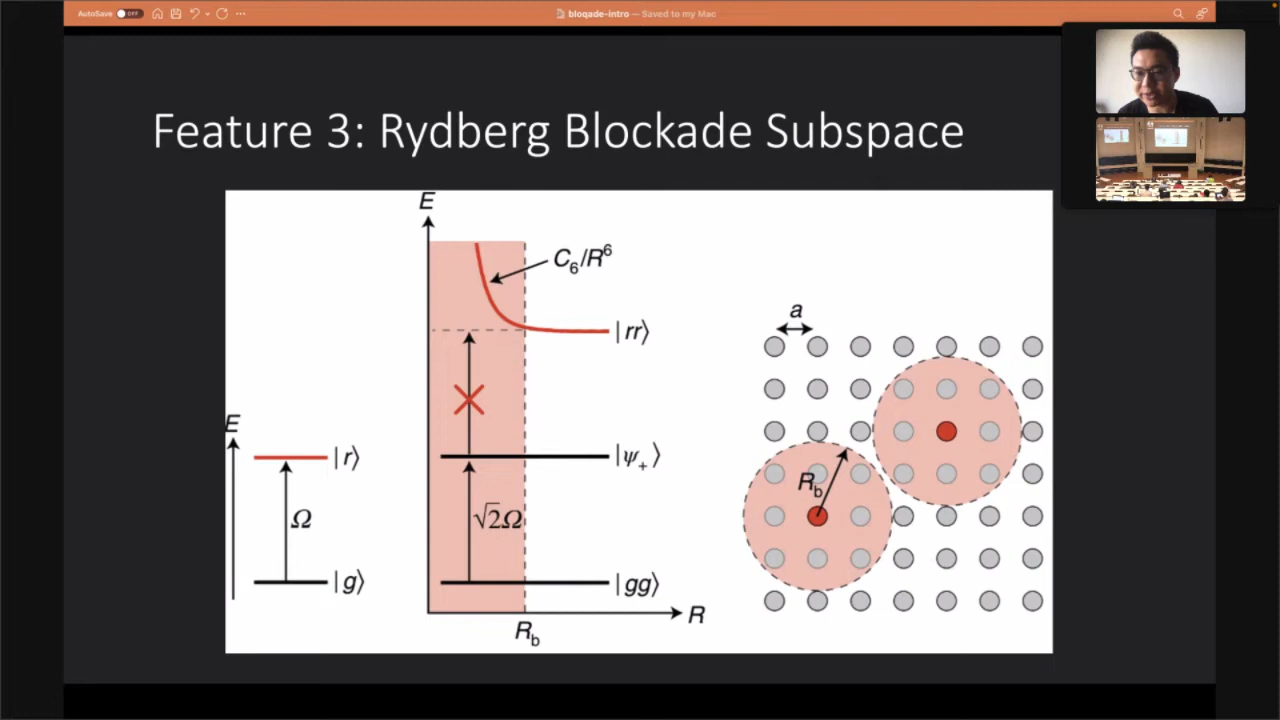 AutoSave OFF
bloqade-intro — Saved to my Mac
Feature 3: Rydberg Blockade Subspace
E
C₆/R⁶
|rr⟩
a
E
|r⟩
|ψ₊⟩
R_b
Ω
√2Ω
|g⟩
|gg⟩
R
R_b